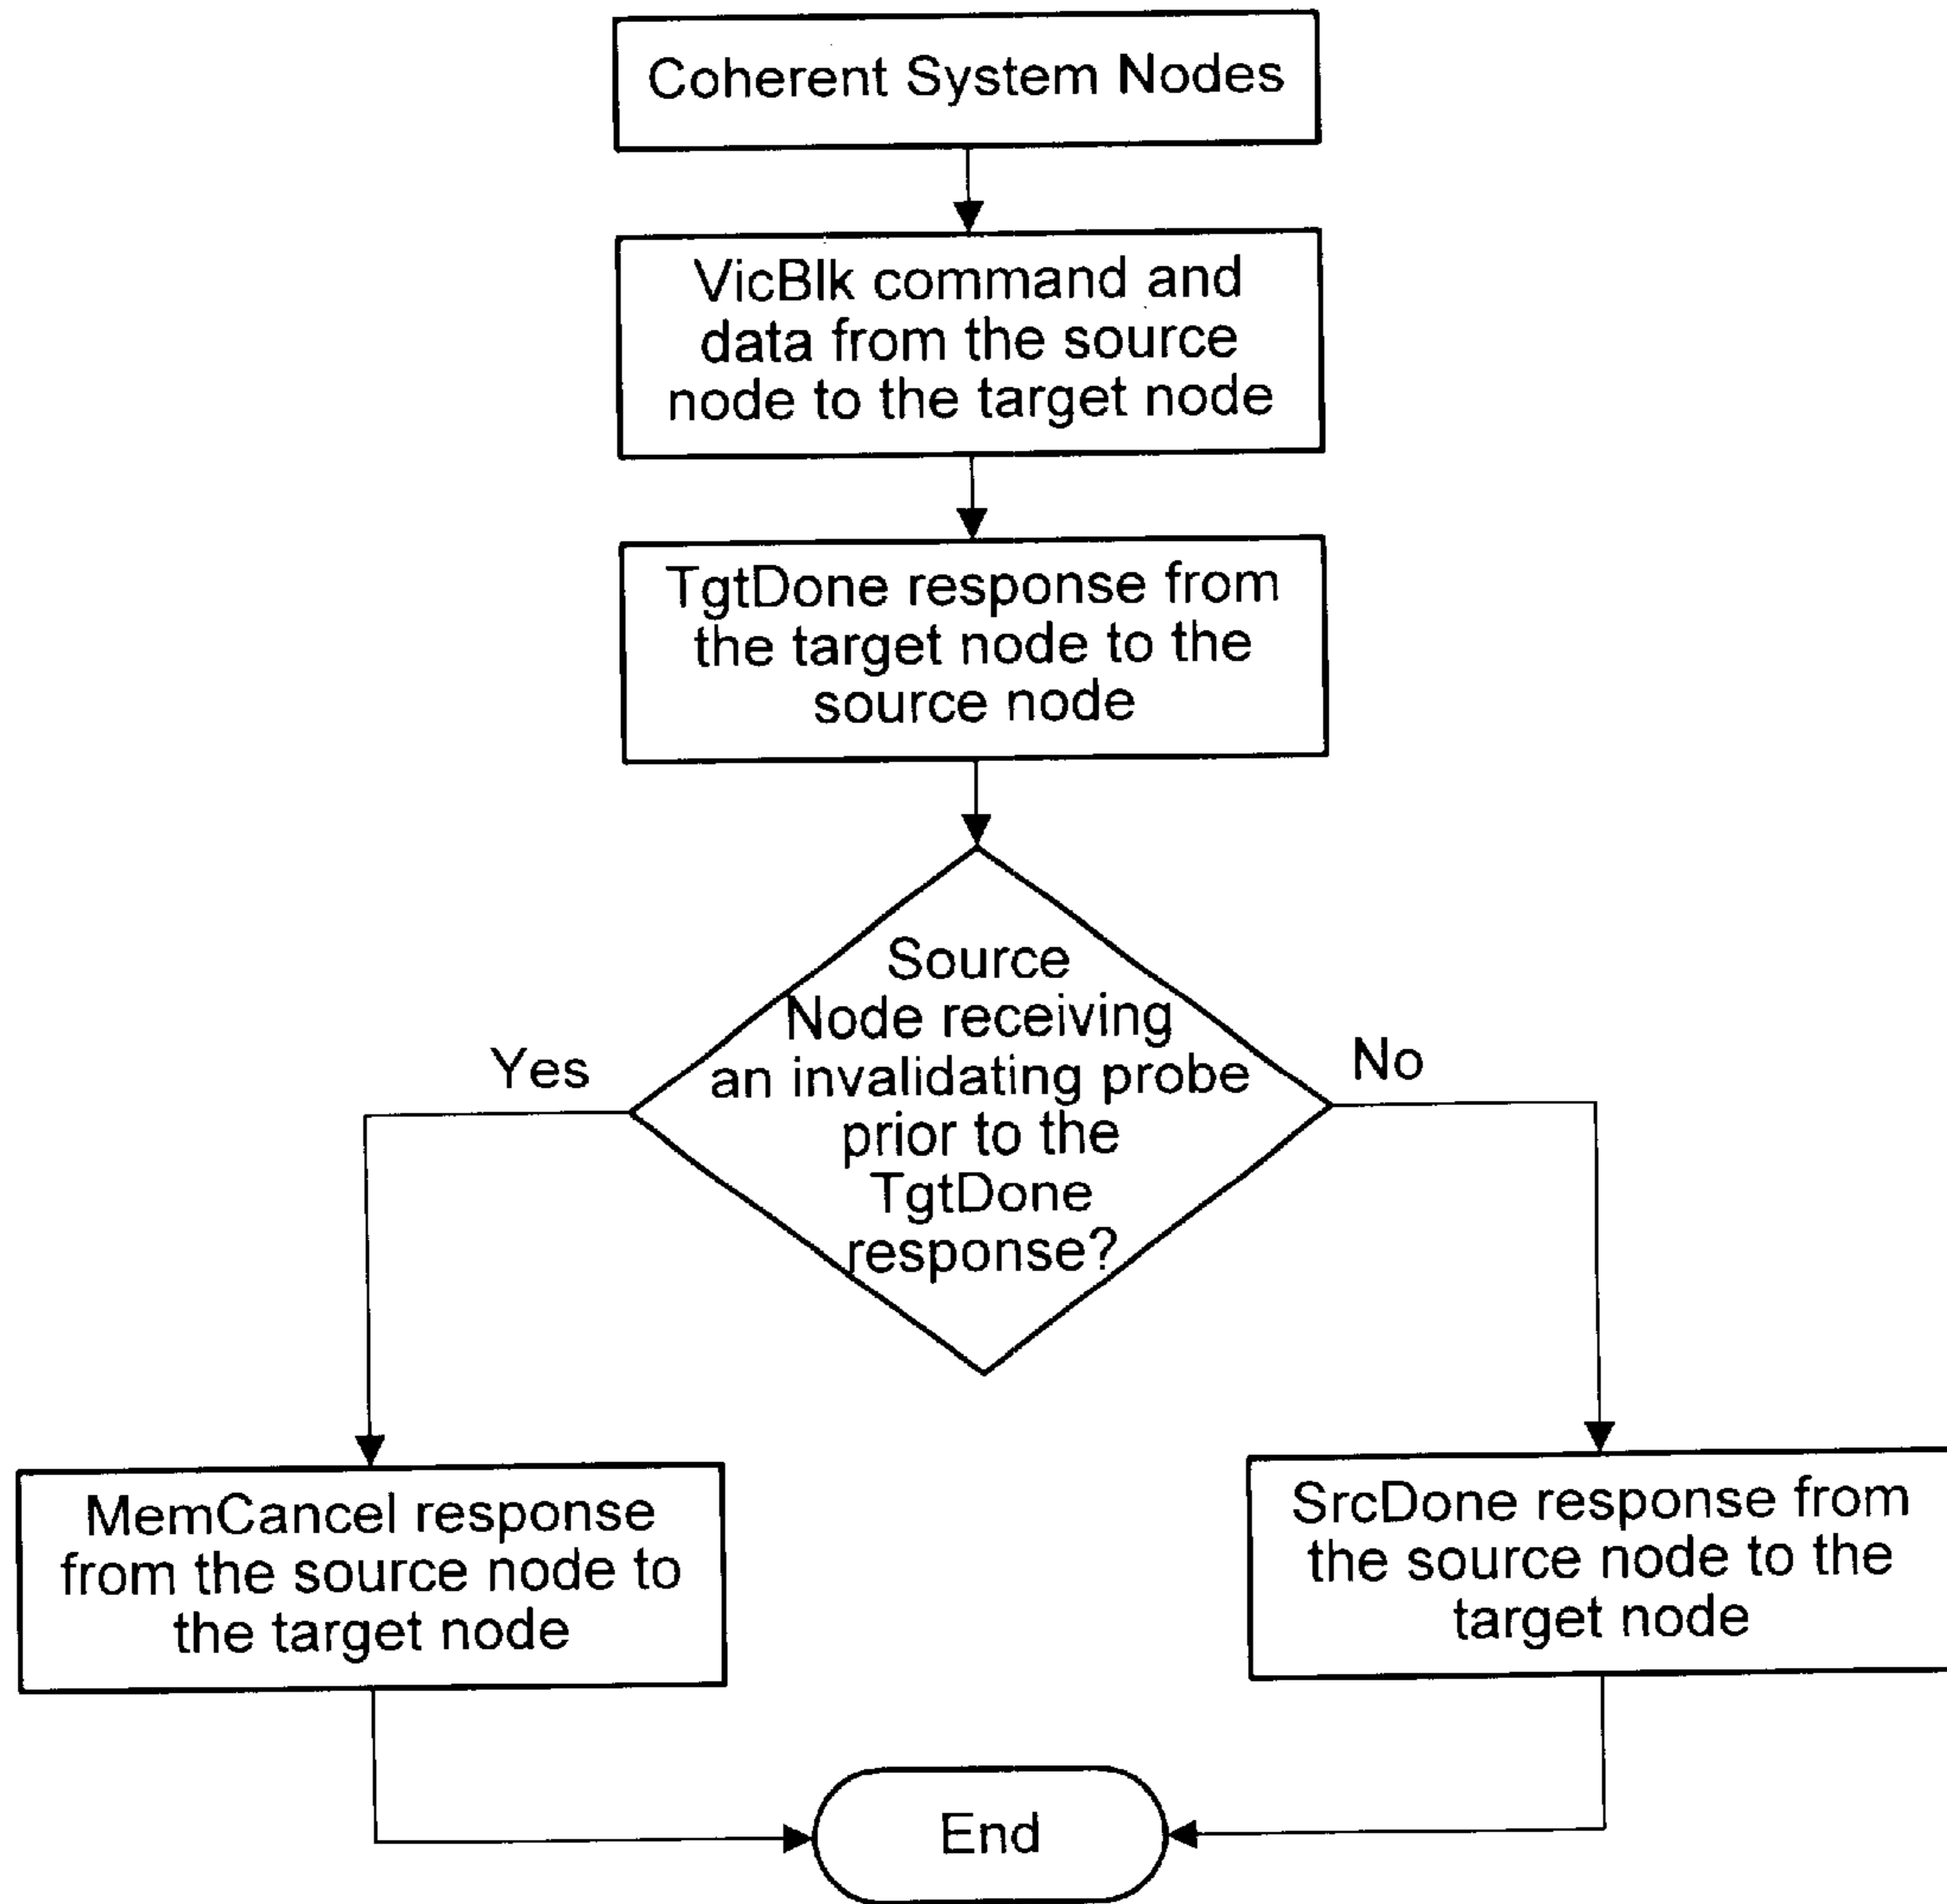 Coherent System Nodes
VicBlk command and
data from the source
node to the target node
TgtDone response from
the target node to the
source node
Source
Node receiving
an invalidating probe
prior to the
TgtDone
response?
Yes
No
MemCancel response
from the source node to
the target node
SrcDone response from
the source node to the
target node
End